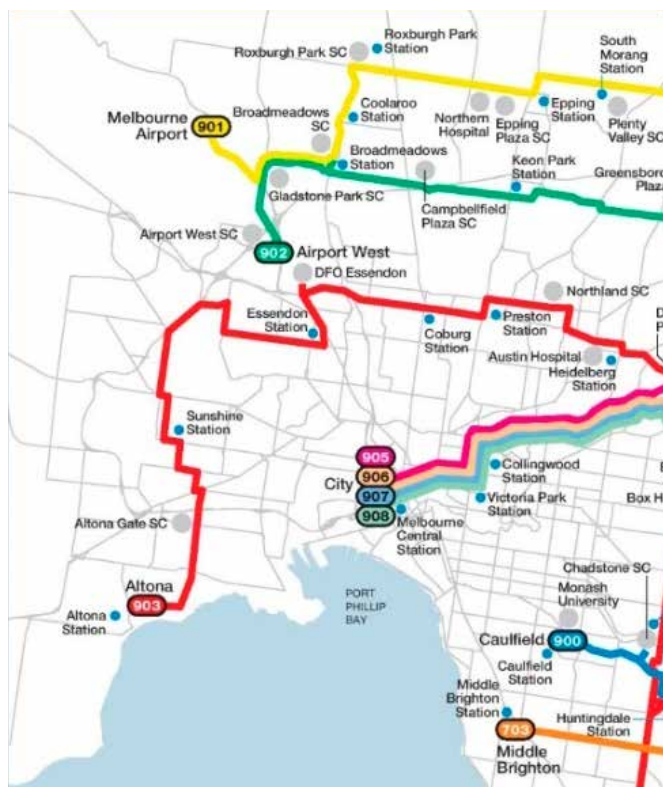 Roxburgh Park SC
Roxburgh Park
Station
South
Morang
Station
Melbourne
Airport
901
Broadmeadows
SC
Coolaroo
Station
Northern
Hospital
Epping
Plaza SC
Epping
Station
Plenty
Valley SC
Broadmeadows
Station
Keon Park
Station
Gladstone Park SC
Campbellfield
Plaza SC
Greensboro
Plaza
Airport West SC
902
Airport West
DFO Essendon
Northland SC
Essendon
Station
Coburg
Station
Preston
Station
D
P
Austin Hospital
Heidelberg
Station
Sunshine
Station
905
906
907
908
City
Collingwood
Station
Victoria Park
Station
Box H
Melbourne
Central
Station
Altona Gate SC
Altona
903
Altona
Station
PORT
PHILLIP
BAY
Chadstone SC
Monash
University
Caulfield
900
Caulfield
Station
Middle
Brighton
Station
703
Middle
Brighton
Huntingdale
Station